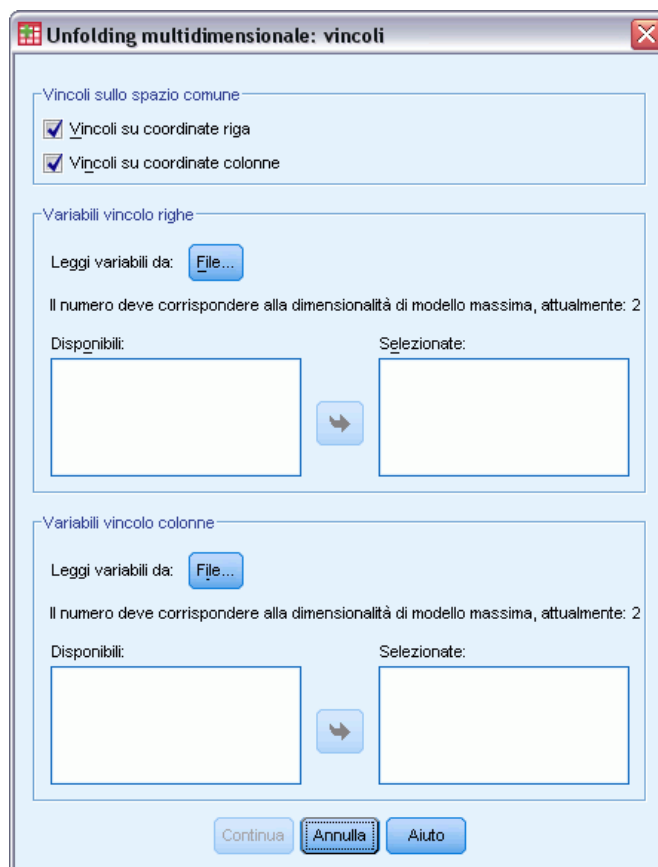 Unfolding multidimensionale: vincoli
Vincoli sullo spazio comune
Vincoli su coordinate riga
Vincoli su coordinate colonne
Variabili vincolo righe
Leggi variabili da: File...
Il numero deve corrispondere alla dimensionalità di modello massima, attualmente: 2
Disponibili: Selezionate:
Variabili vincolo colonne
Leggi variabili da: File...
Il numero deve corrispondere alla dimensionalità di modello massima, attualmente: 2
Disponibili: Selezionate:
Continua Annulla Aiuto